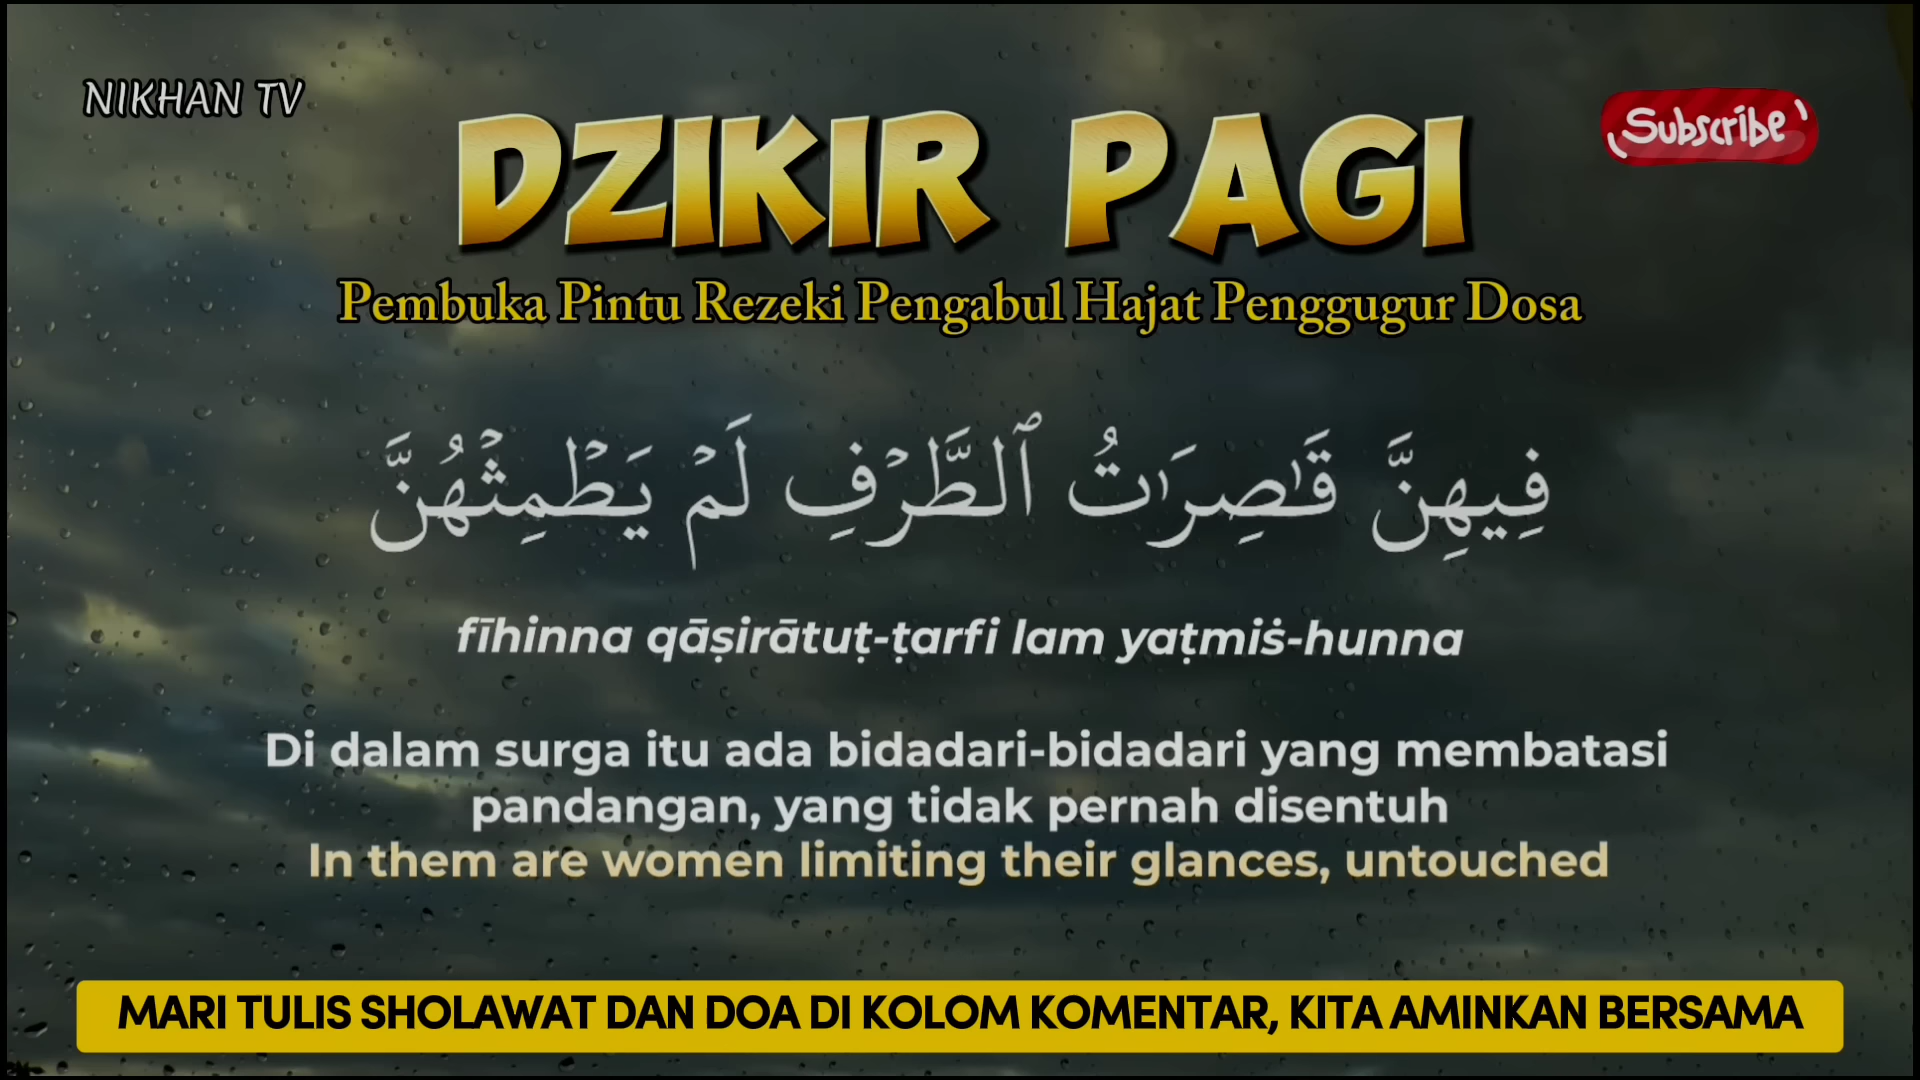 NIKHAN TV
Subscribe
DZIKIR PAGI
Pembuka Pintu Rezeki Pengabul Hajat Penggugur Dosa
فِيهِنَّ قَـٰصِرَٰتُ ٱلطَّرۡفِ لَمۡ يَطۡمِثۡهُنَّ
fīhinna qāṣirātuṭ-ṭarfi lam yaṭmiṡ-hunna
Di dalam surga itu ada bidadari-bidadari yang membatasi
pandangan, yang tidak pernah disentuh
In them are women limiting their glances, untouched
MARI TULIS SHOLAWAT DAN DOA DI KOLOM KOMENTAR, KITA AMINKAN BERSAMA